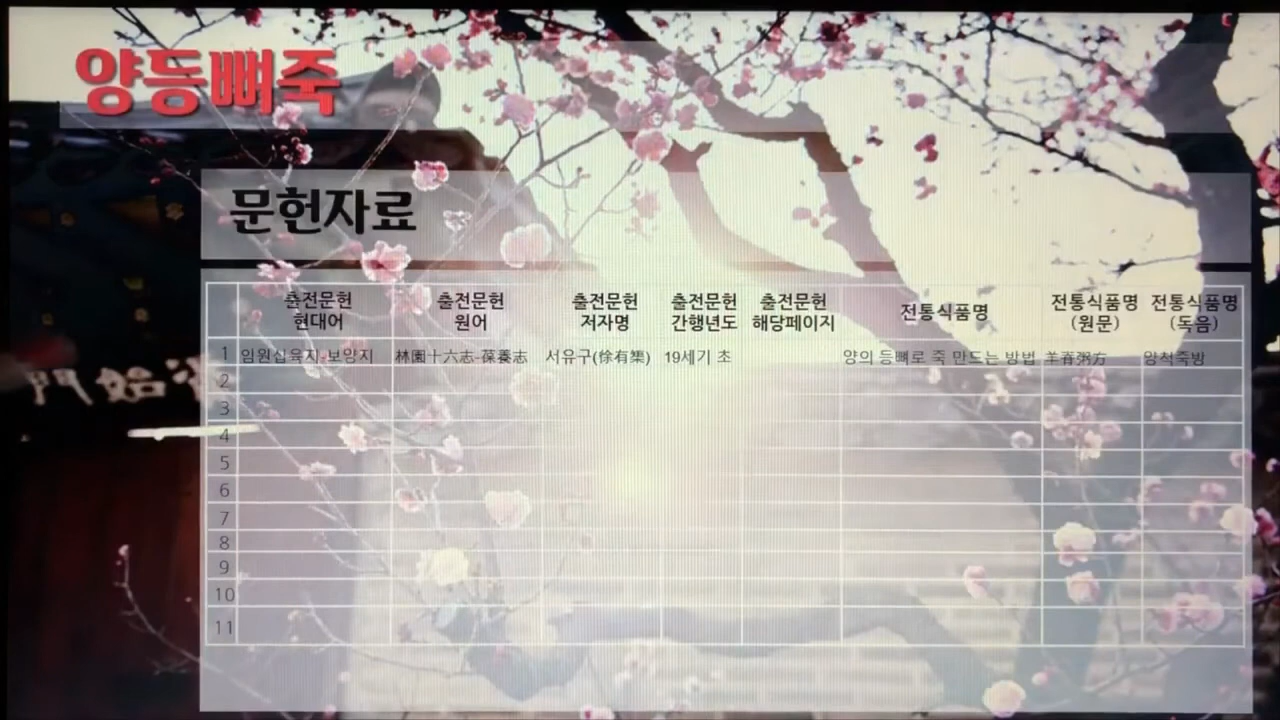 양등뼈죽
문헌자료
출전문헌 현대어 출전문헌 원어 출전문헌 저자명 출전문헌 간행년도 출전문헌 해당페이지 전통식품명 전통식품명 (원문) 전통식품명 (독음)
1 임원십육지-보양지 林園十六志-葆養志 서유구(徐有榘) 19세기 초 양의 등뼈로 죽 만드는 방법 羊脊粥方 양척죽방
2
3
4
5
6
7
8
9
10
11